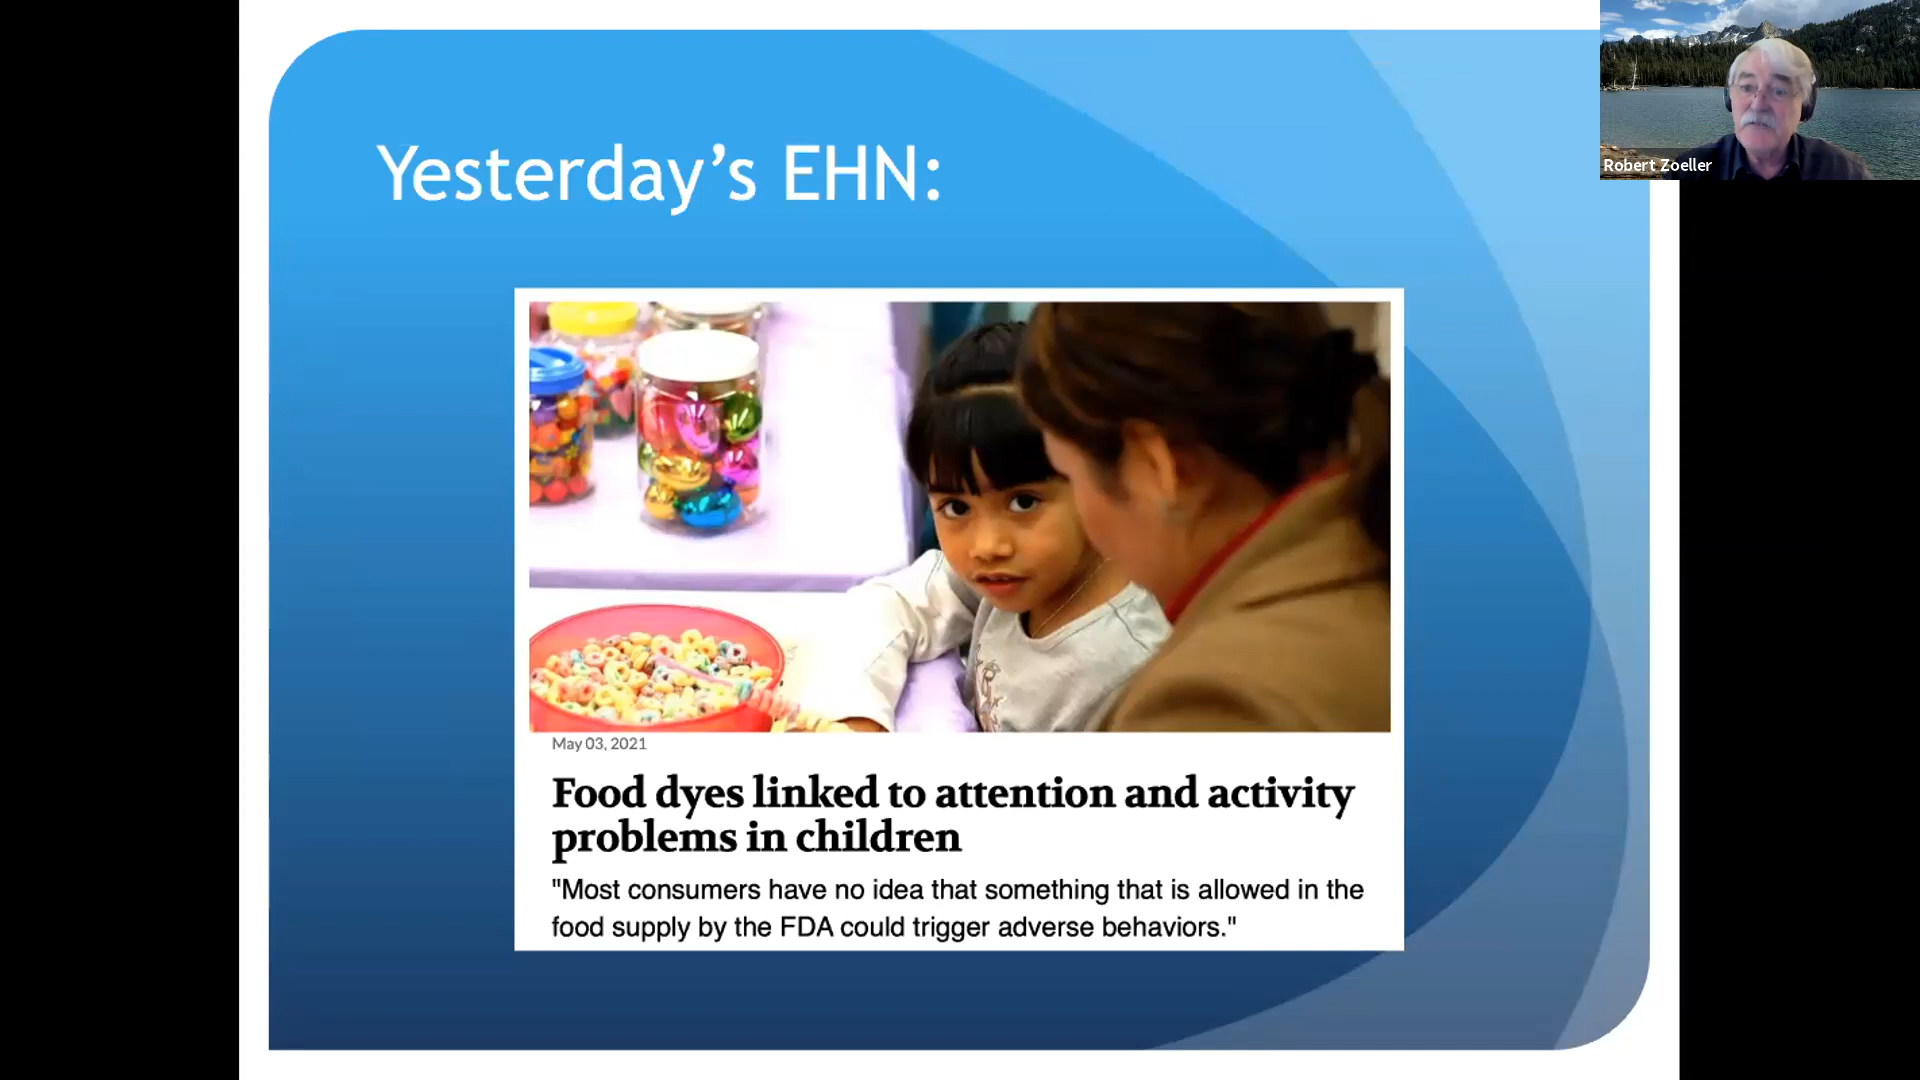 Yesterday’s EHN:
Robert Zoeller
May 03, 2021
Food dyes linked to attention and activity
problems in children
"Most consumers have no idea that something that is allowed in the
food supply by the FDA could trigger adverse behaviors."